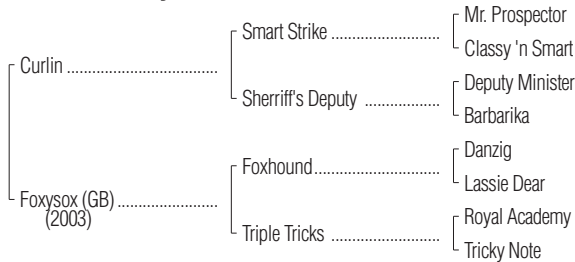 Mr. Prospector
Smart Strike ..........................
Classy 'n Smart
Curlin ....................................
Deputy Minister
Sherriff's Deputy ..................
Barbarika
Danzig
Foxhound..............................
Lassie Dear
Foxysox (GB) ........................
(2003)
Royal Academy
Triple Tricks ..........................
Tricky Note